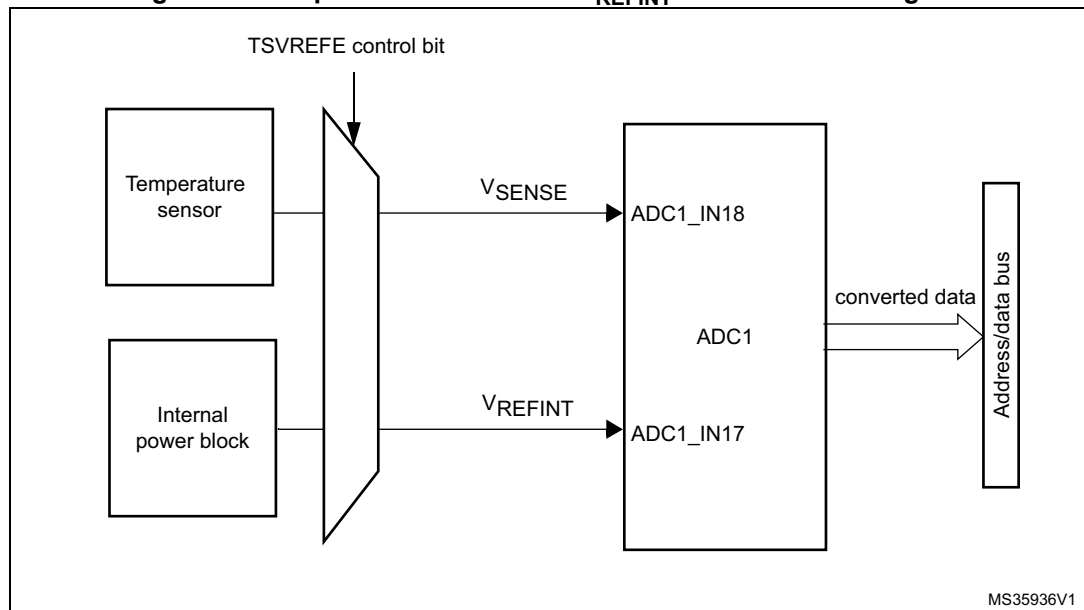 TSVREFE control bit
Temperature
sensor
VSENSE
ADC1_IN18
converted data
ADC1
Address/data bus
Internal
power block
VREFINT
ADC1_IN17
MS35936V1